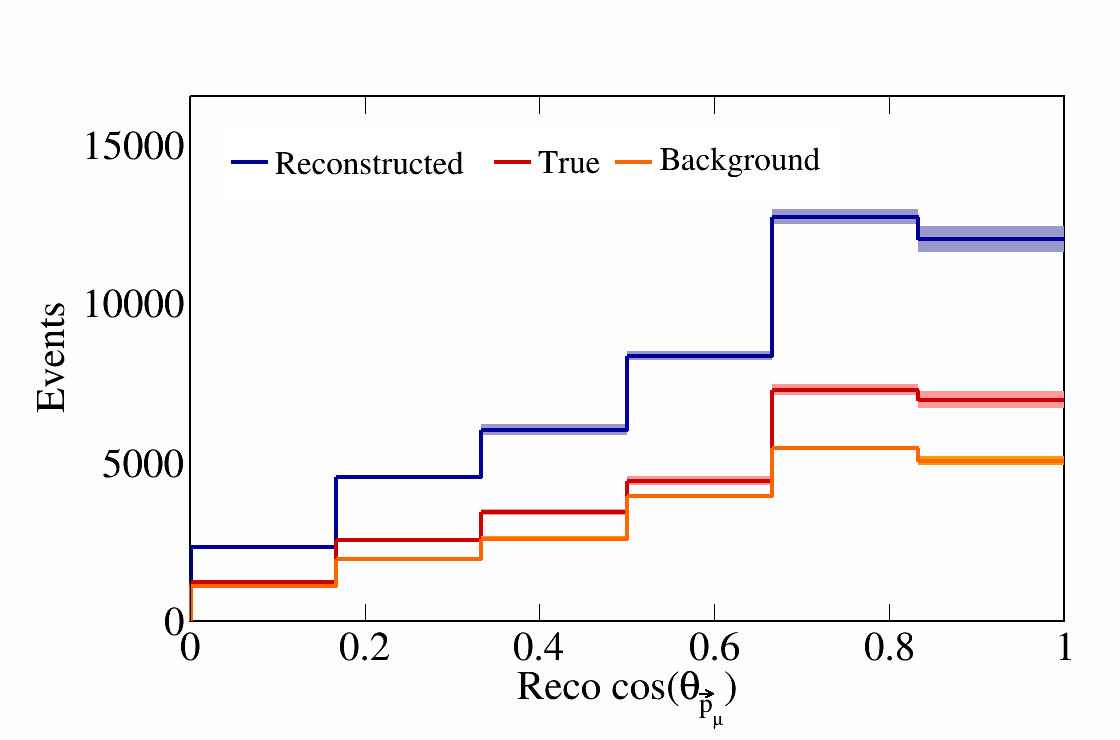 15000
10000
5000
0
Events
Reconstructed True Background
0 0.2 0.4 0.6 0.8 1
Reco cos(θp⃗μ)